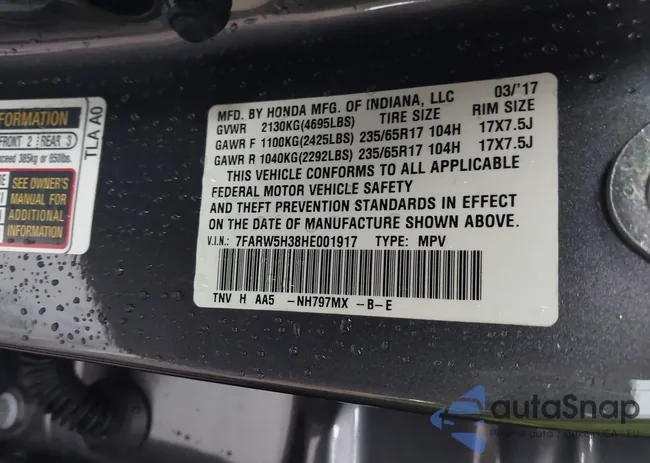 FORMATION
FRONT 2 REAR 3
exceed 385kg or 850lbs.
SEE OWNER'S
MANUAL FOR
ADDITIONAL
INFORMATION
TLA A0
MFD. BY HONDA MFG. OF INDIANA, LLC 03/'17
GVWR 2130KG(4695LBS) TIRE SIZE RIM SIZE
GAWR F 1100KG(2425LBS) 235/65R17 104H 17X7.5J
GAWR R 1040KG(2292LBS) 235/65R17 104H 17X7.5J
THIS VEHICLE CONFORMS TO ALL APPLICABLE
FEDERAL MOTOR VEHICLE SAFETY
AND THEFT PREVENTION STANDARDS IN EFFECT
ON THE DATE OF MANUFACTURE SHOWN ABOVE.
V.I.N.: 7FARW5H38HE001917 TYPE: MPV
TNV H AA5 -NH797MX -B-E
autaSnap